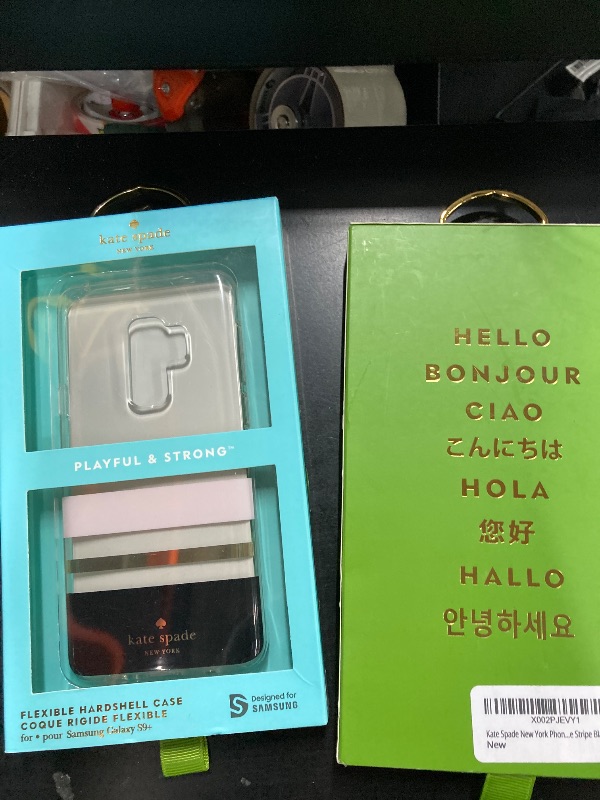 kate spade
NEW YORK
PLAYFUL & STRONG™
kate spade
NEW YORK
FLEXIBLE HARDSHELL CASE
COQUE RIGIDE FLEXIBLE
for • pour Samsung Galaxy S9+
Designed for
SAMSUNG
HELLO
BONJOUR
CIAO
こんにちは
HOLA
您好
HALLO
안녕하세요
X002PJEVY1
Kate Spade New York Phon...e Stripe Bla
New